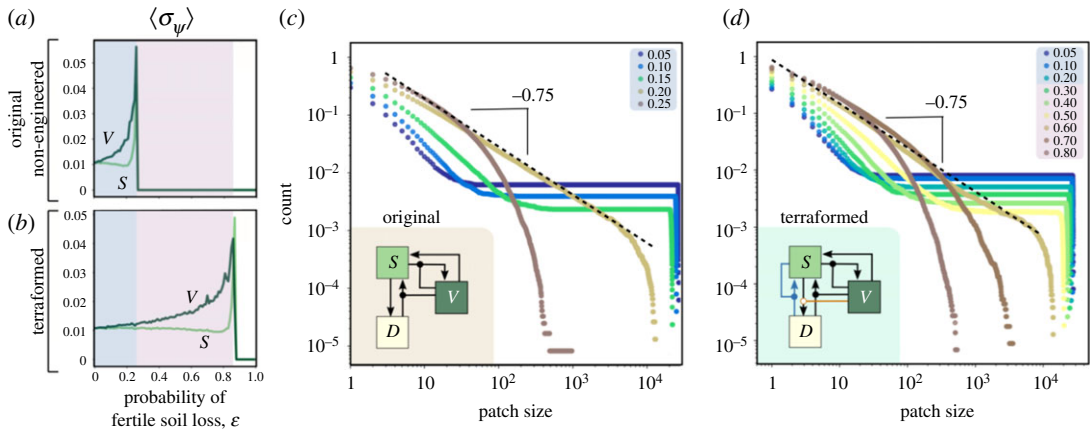 (a)
⟨σψ⟩
original
non-engineered
0.05
0.04
0.03
0.02
0.01
0
V
S
(b)
terraformed
0.05
0.04
0.03
0.02
0.01
0
V
S
0 0.2 0.4 0.6 0.8 1.0
probability of
fertile soil loss, ε
(c)
count
1
10⁻¹
10⁻²
10⁻³
10⁻⁴
10⁻⁵
−0.75
0.05
0.10
0.15
0.20
0.25
original
S
V
D
1 10 10² 10³ 10⁴
patch size
(d)
1
10⁻¹
10⁻²
10⁻³
10⁻⁴
10⁻⁵
−0.75
0.05
0.10
0.20
0.30
0.40
0.50
0.60
0.70
0.80
terraformed
S
V
D
1 10 10² 10³ 10⁴
patch size